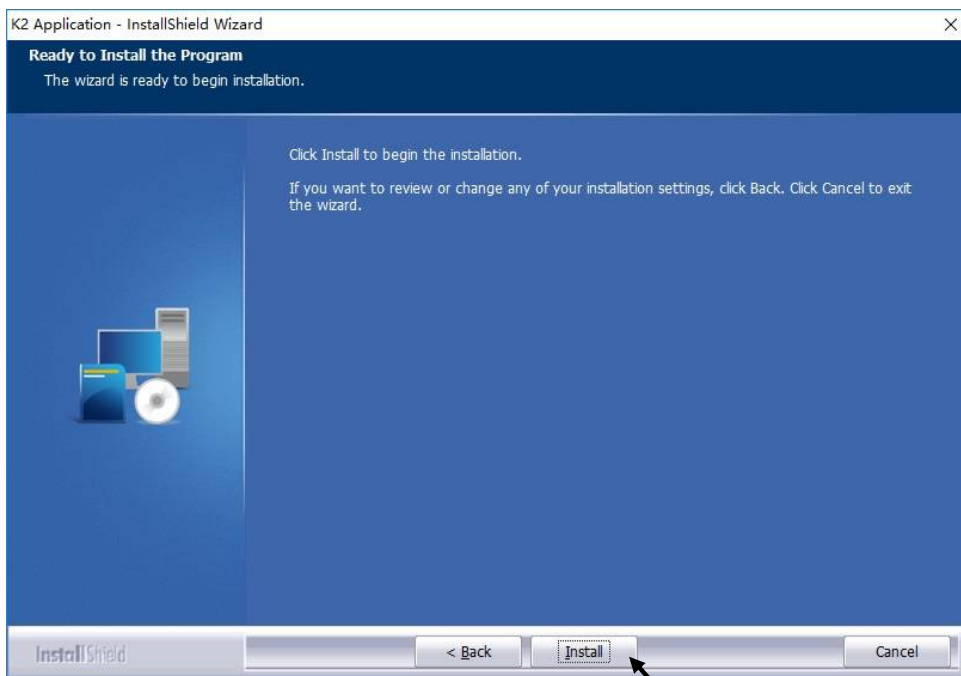 K2 Application - InstallShield Wizard
Ready to Install the Program
The wizard is ready to begin installation.
Click Install to begin the installation.
If you want to review or change any of your installation settings, click Back. Click Cancel to exit
the wizard.
InstallShield
< Back
Install
Cancel